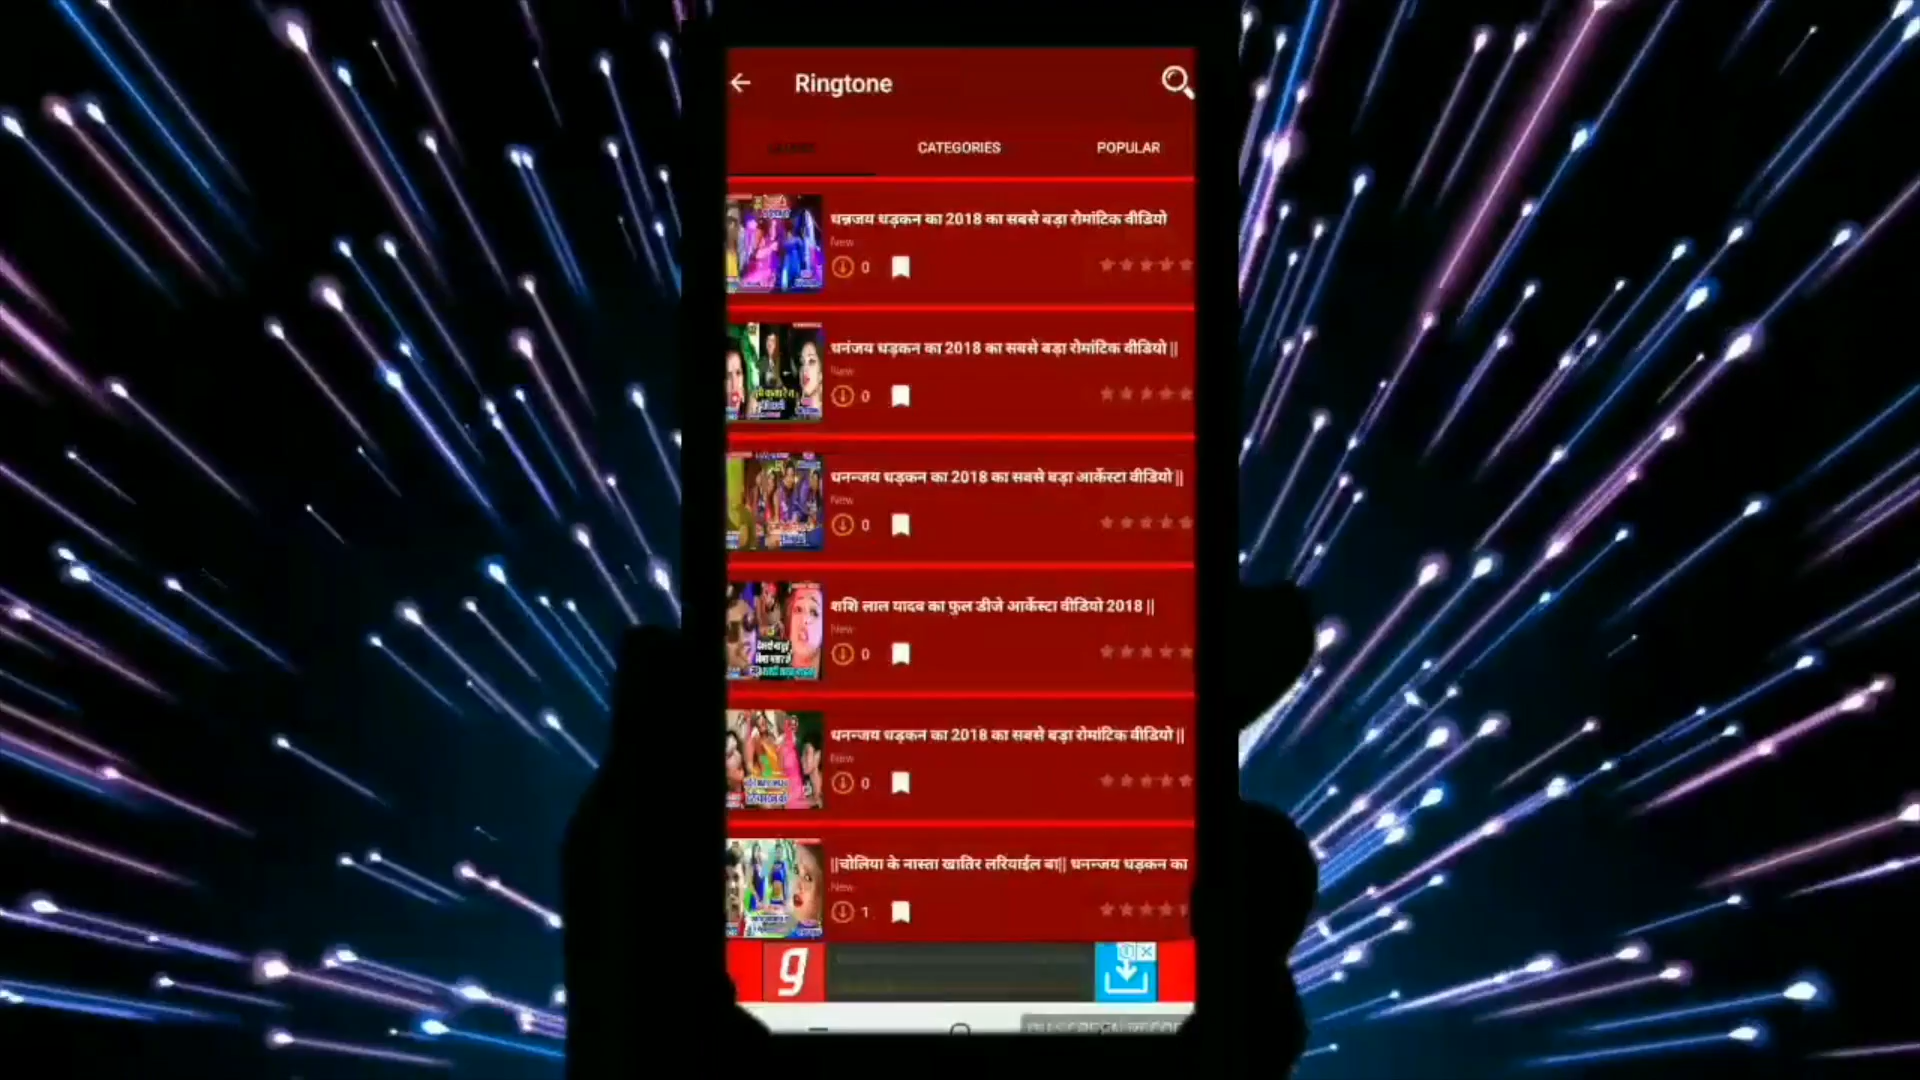 Ringtone
CATEGORIES
POPULAR
धन्नजय धड़कन का 2018 का सबसे बड़ा रोमांटिक वीडियो
New
0
धनंजय धड़कन का 2018 का सबसे बड़ा रोमांटिक वीडियो ||
New
0
धनन्जय धड़कन का 2018 का सबसे बड़ा आर्केस्टा वीडियो ||
New
0
शशि लाल यादव का फुल डीजे आर्केस्टा वीडियो 2018 ||
New
0
धनन्जय धड़कन का 2018 का सबसे बड़ा रोमांटिक वीडियो ||
New
0
||चोलिया के नास्ता खातिर लरियाईल बा|| धनन्जय धड़कन का
New
1
g